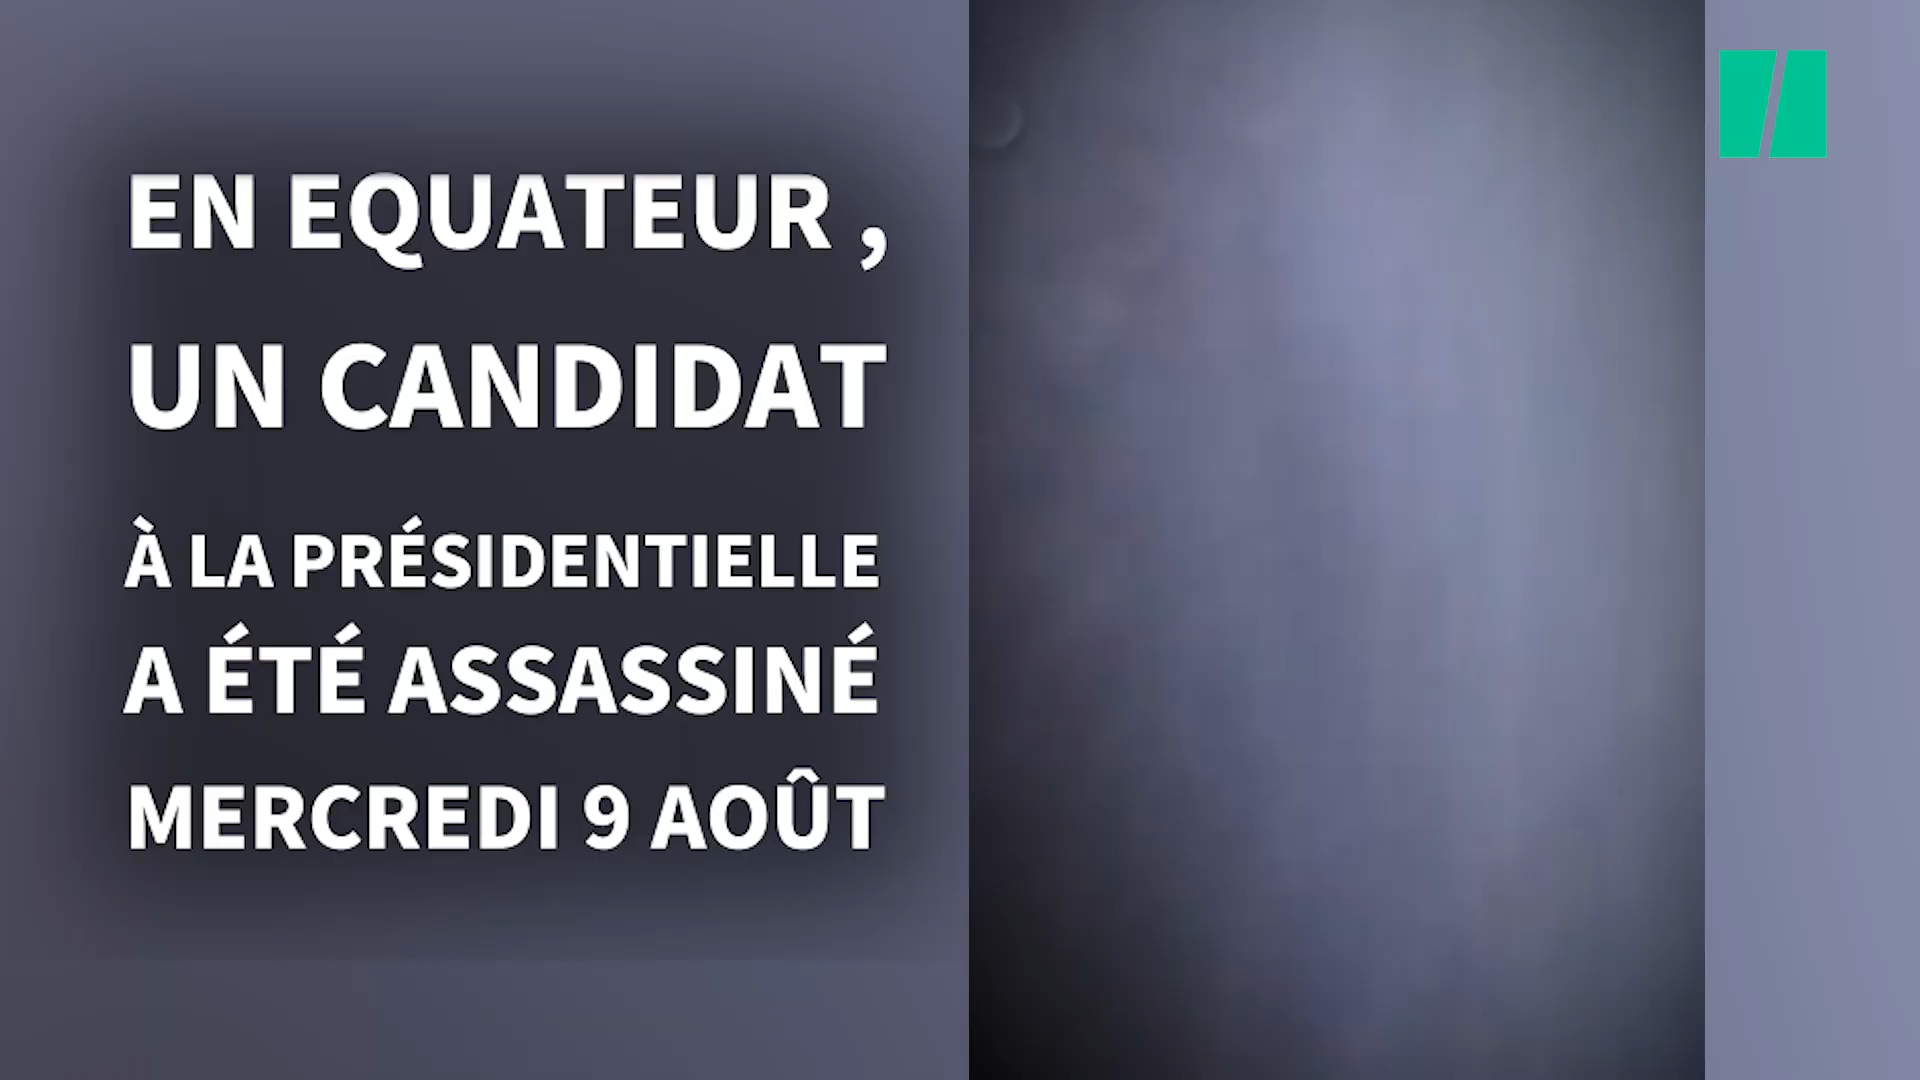 EN EQUATEUR ,
UN CANDIDAT
À LA PRÉSIDENTIELLE
A ÉTÉ ASSASSINÉ
MERCREDI 9 AOÛT